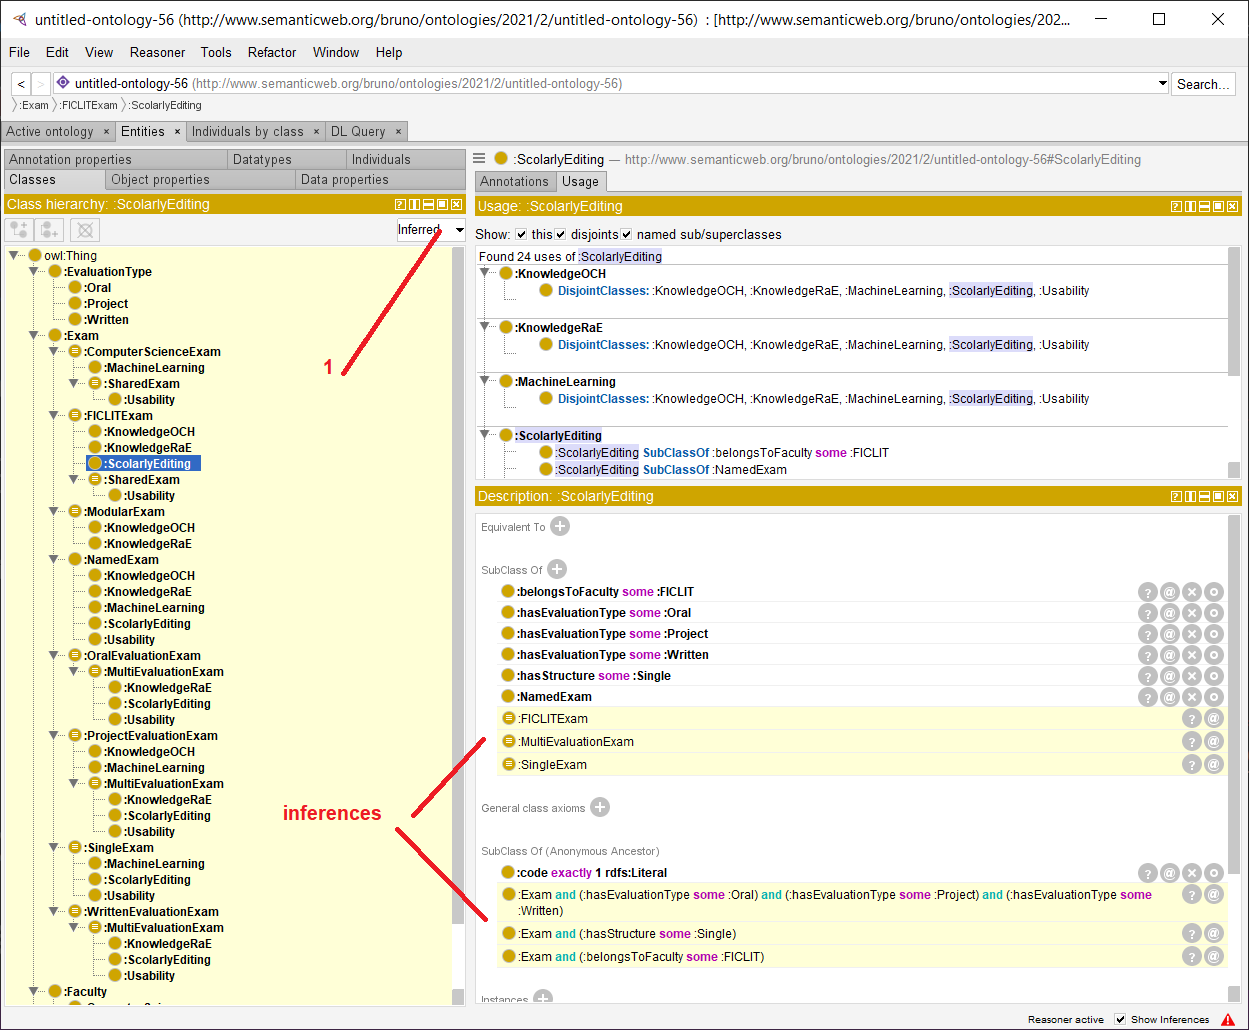 untitled-ontology-56 (http://www.semanticweb.org/bruno/ontologies/2021/2/untitled-ontology-56) : [http://www.semanticweb.org/bruno/ontologies/202...
File Edit View Reasoner Tools Refactor Window Help
< > untitled-ontology-56 (http://www.semanticweb.org/bruno/ontologies/2021/2/untitled-ontology-56) Search...
:Exam :FICLITExam :ScolarlyEditing
Active ontology × Entities × Individuals by class × DL Query ×
Annotation properties Datatypes Individuals
Classes Object properties Data properties
Class hierarchy: :ScolarlyEditing
Inferred
1
owl:Thing
:EvaluationType
:Oral
:Project
:Written
:Exam
:ComputerScienceExam
:MachineLearning
:SharedExam
:Usability
:FICLITExam
:KnowledgeOCH
:KnowledgeRaE
:ScolarlyEditing
:SharedExam
:Usability
:ModularExam
:KnowledgeOCH
:KnowledgeRaE
:NamedExam
:KnowledgeOCH
:KnowledgeRaE
:MachineLearning
:ScolarlyEditing
:Usability
:OralEvaluationExam
:MultiEvaluationExam
:KnowledgeRaE
:ScolarlyEditing
:Usability
:ProjectEvaluationExam
:KnowledgeOCH
:MachineLearning
:MultiEvaluationExam
:KnowledgeRaE
:ScolarlyEditing
:Usability
:SingleExam
:MachineLearning
:ScolarlyEditing
:Usability
:WrittenEvaluationExam
:MultiEvaluationExam
:KnowledgeRaE
:ScolarlyEditing
:Usability
:Faculty
inferences
:ScolarlyEditing — http://www.semanticweb.org/bruno/ontologies/2021/2/untitled-ontology-56#ScolarlyEditing
Annotations Usage
Usage: :ScolarlyEditing
Show: this disjoints named sub/superclasses
Found 24 uses of :ScolarlyEditing
:KnowledgeOCH
DisjointClasses: :KnowledgeOCH, :KnowledgeRaE, :MachineLearning, :ScolarlyEditing, :Usability
:KnowledgeRaE
DisjointClasses: :KnowledgeOCH, :KnowledgeRaE, :MachineLearning, :ScolarlyEditing, :Usability
:MachineLearning
DisjointClasses: :KnowledgeOCH, :KnowledgeRaE, :MachineLearning, :ScolarlyEditing, :Usability
:ScolarlyEditing
:ScolarlyEditing SubClassOf :belongsToFaculty some :FICLIT
:ScolarlyEditing SubClassOf :NamedExam
Description: :ScolarlyEditing
Equivalent To
SubClass Of
:belongsToFaculty some :FICLIT
:hasEvaluationType some :Oral
:hasEvaluationType some :Project
:hasEvaluationType some :Written
:hasStructure some :Single
:NamedExam
:FICLITExam
:MultiEvaluationExam
:SingleExam
General class axioms
SubClass Of (Anonymous Ancestor)
:code exactly 1 rdfs:Literal
:Exam and (:hasEvaluationType some :Oral) and (:hasEvaluationType some :Project) and (:hasEvaluationType some
:Written)
:Exam and (:hasStructure some :Single)
:Exam and (:belongsToFaculty some :FICLIT)
Instances
Reasoner active Show Inferences